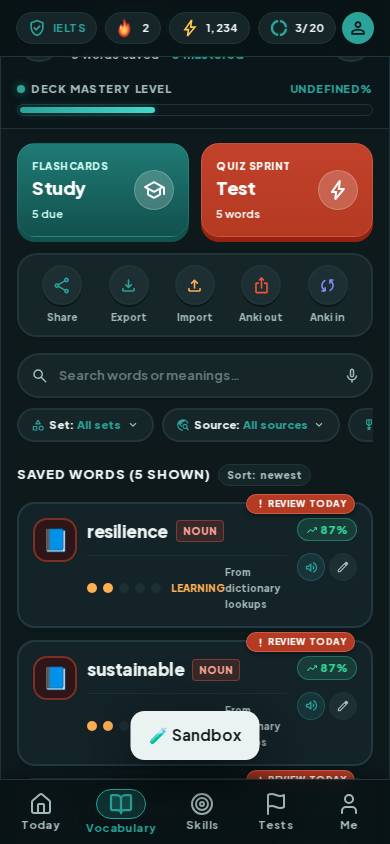 IELTS 2 1,234 3/20
DECK MASTERY LEVEL UNDEFINED%
FLASHCARDS
Study
5 due
QUIZ SPRINT
Test
5 words
Share Export Import Anki out Anki in
Search words or meanings...
Set: All sets Source: All sources
SAVED WORDS (5 SHOWN) Sort: newest
! REVIEW TODAY
resilience NOUN 87%
LEARNING
From
dictionary
lookups
! REVIEW TODAY
sustainable NOUN 87%
From
Sandbox
REVIEW TODAY
Today Vocabulary Skills Tests Me